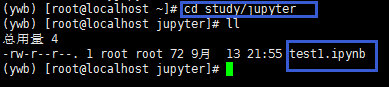 (ywb) [root@localhost ~]# cd study/jupyter
(ywb) [root@localhost jupyter]# ll
总用量 4
-rw-r--r--. 1 root root 72 9月  13 21:55 test1.ipynb
(ywb) [root@localhost jupyter]#